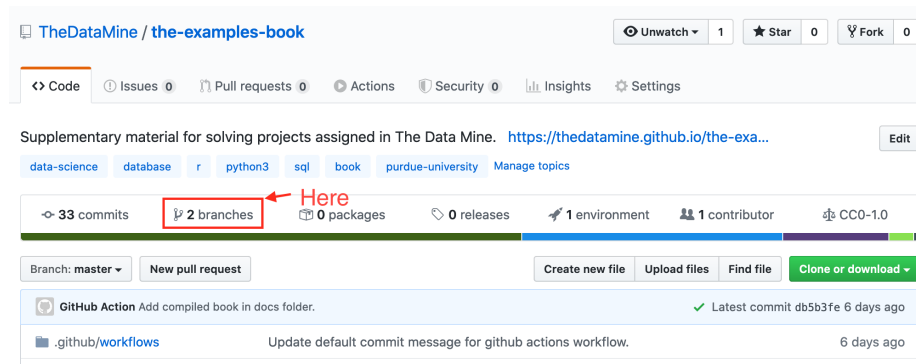 TheDataMine / the-examples-book Unwatch 1 Star 0 Fork 0
Code Issues 0 Pull requests 0 Actions Security 0 Insights Settings
Supplementary material for solving projects assigned in The Data Mine. https://thedatamine.github.io/the-exa... Edit
data-science database r python3 sql book purdue-university Manage topics
Here
33 commits 2 branches 0 packages 0 releases 1 environment 1 contributor CC0-1.0
Branch: master New pull request Create new file Upload files Find file Clone or download
GitHub Action Add compiled book in docs folder. Latest commit db5b3fe 6 days ago
.github/workflows Update default commit message for github actions workflow. 6 days ago